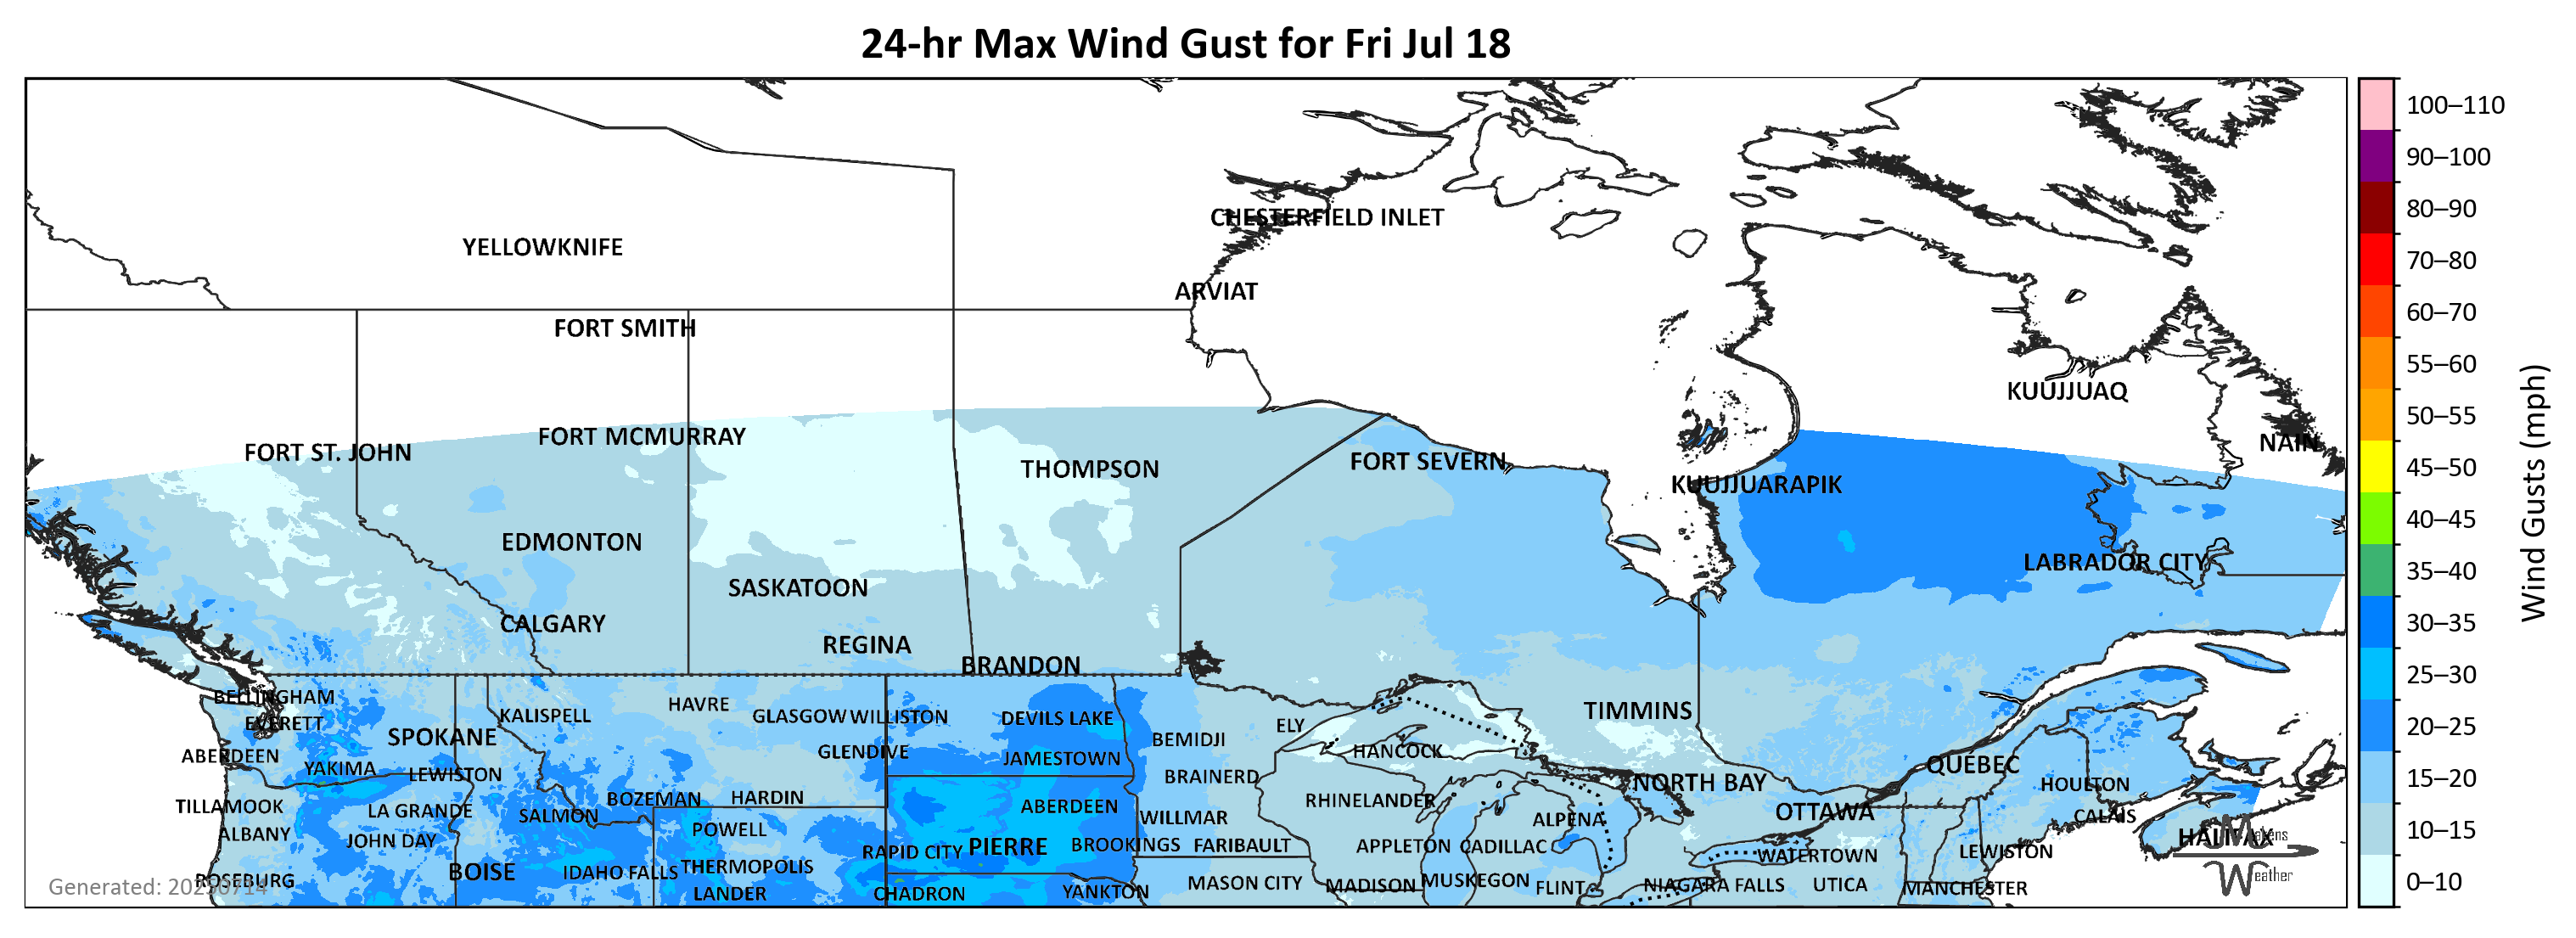 24-hr Max Wind Gust for Fri Jul 18
100–110
90–100
80–90
70–80
60–70
55–60
50–55
45–50
40–45
35–40
30–35
25–30
20–25
15–20
10–15
0–10
Wind Gusts (mph)
CHESTERFIELD INLET
YELLOWKNIFE
ARVIAT
FORT SMITH
KUUJJUAQ
FORT MCMURRAY
NAIN
FORT ST. JOHN
FORT SEVERN
THOMPSON
KUUJJUARAPIK
EDMONTON
LABRADOR CITY
SASKATOON
CALGARY
REGINA
BRANDON
BELLINGHAM
HAVRE
TIMMINS
KALISPELL
GLASGOW
WILLISTON
DEVILS LAKE
EVERETT
ELY
SPOKANE
BEMIDJI
GLENDIVE
HANCOCK
ABERDEEN
JAMESTOWN
QUÉBEC
YAKIMA
LEWISTON
BRAINERD
NORTH BAY
HOULTON
BOZEMAN
HARDIN
RHINELANDER
TILLAMOOK
ABERDEEN
LA GRANDE
OTTAWA
SALMON
WILLMAR
ALPENA
CALAIS
POWELL
ALBANY
HALIFAX
Makens
JOHN DAY
BROOKINGS
FARIBAULT
APPLETON
CADILLAC
PIERRE
RAPID CITY
LEWISTON
WATERTOWN
THERMOPOLIS
BOISE
IDAHO FALLS
Weather
ROSEBURG
MUSKEGON
MASON CITY
MADISON
NIAGARA FALLS
UTICA
Generated: 20250714
FLINT
MANCHESTER
YANKTON
LANDER
CHADRON